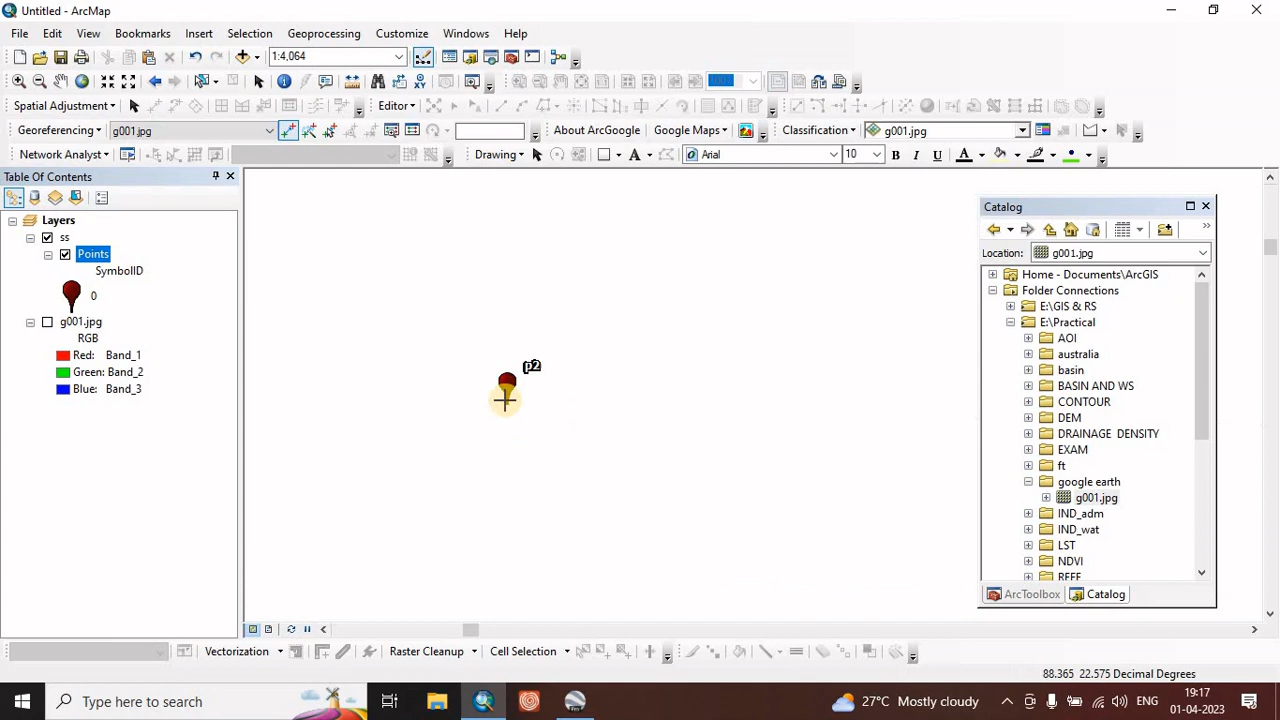 Untitled - ArcMap
File Edit View Bookmarks Insert Selection Geoprocessing Customize Windows Help
1:4,064
Spatial Adjustment Editor
Georeferencing g001.jpg About ArcGoogle Google Maps Classification g001.jpg
Network Analyst Drawing A Arial 10 B I U A
Table Of Contents
Layers
ss
Points
SymbolID
0
g001.jpg
RGB
Red: Band_1
Green: Band_2
Blue: Band_3
p2
Catalog
Location: g001.jpg
Home - Documents\ArcGIS
Folder Connections
E:\GIS & RS
E:\Practical
AOI
australia
basin
BASIN AND WS
CONTOUR
DEM
DRAINAGE DENSITY
EXAM
ft
google earth
g001.jpg
IND_adm
IND_wat
LST
NDVI
ArcToolbox Catalog
Vectorization Raster Cleanup Cell Selection
88.365 22.575 Decimal Degrees
Type here to search
27°C Mostly cloudy
ENG
19:17
01-04-2023